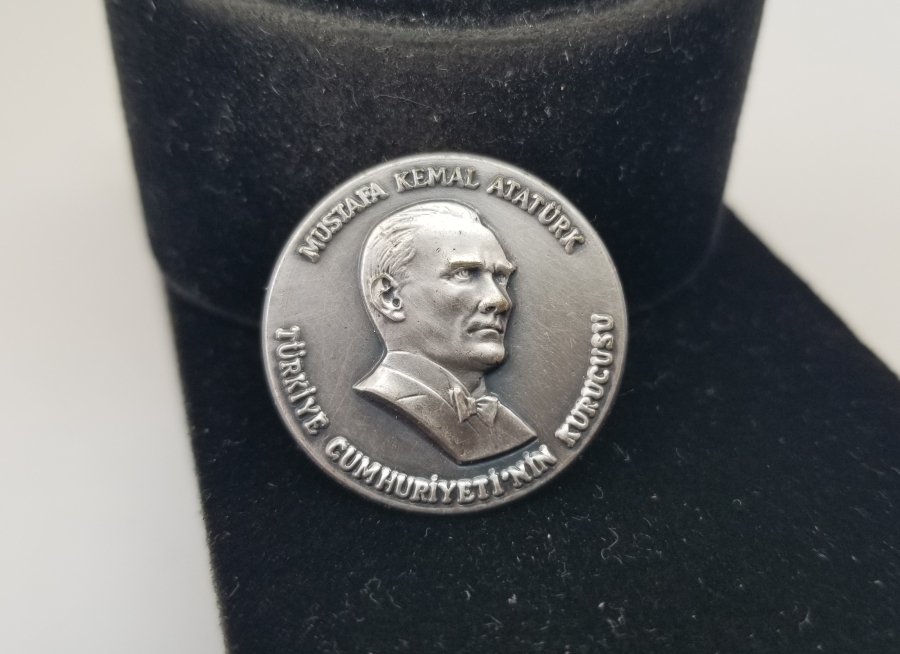 MUSTAFA KEMAL ATATÜRK
TÜRKİYE CUMHURİYETİ'NİN KURUCUSU